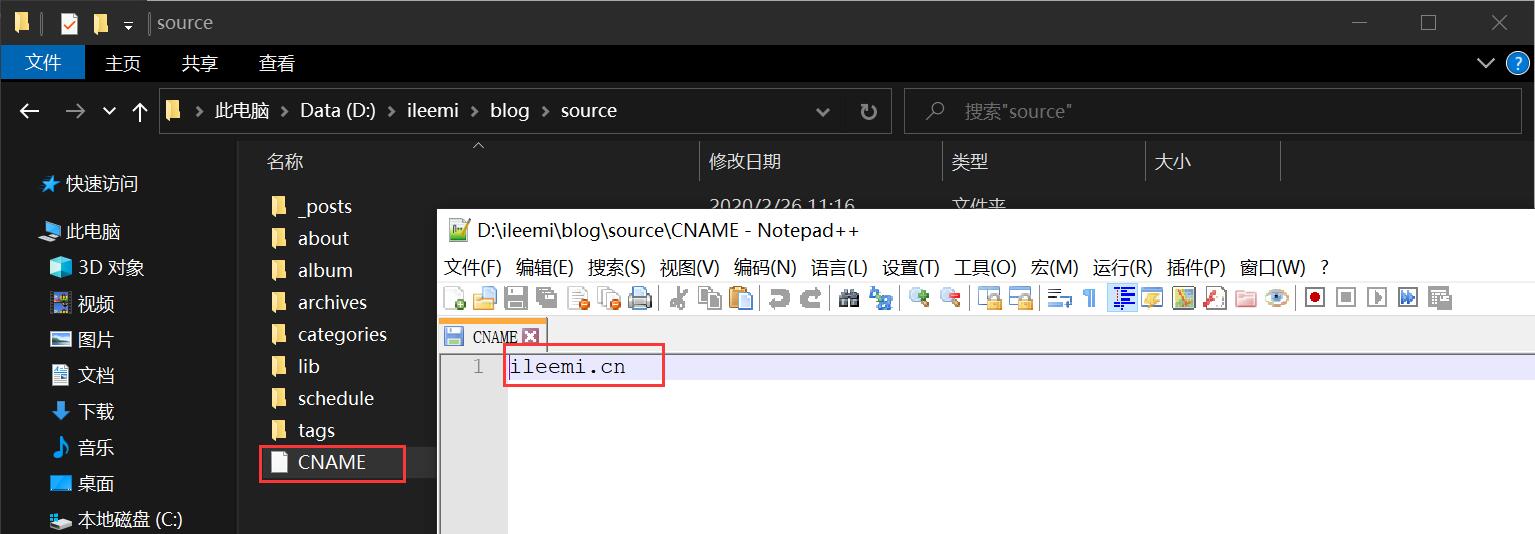 source
文件 主页 共享 查看
此电脑 Data (D:) ileemi blog source 搜索"source"
名称 修改日期 类型 大小
快速访问
此电脑
3D 对象
视频
图片
文档
下载
音乐
桌面
本地磁盘 (C:)
_posts 2020/2/26 11:16 文件夹
about
album
archives
categories
lib
schedule
tags
CNAME
D:\ileemi\blog\source\CNAME - Notepad++
文件(F) 编辑(E) 搜索(S) 视图(V) 编码(N) 语言(L) 设置(T) 工具(O) 宏(M) 运行(R) 插件(P) 窗口(W) ?
CNAME
1 ileemi.cn